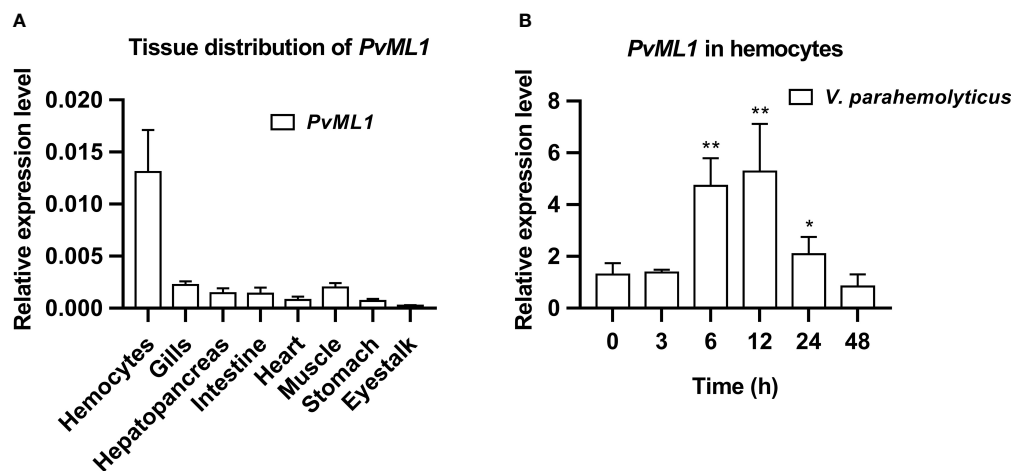 A
Tissue distribution of PvML1
Relative expression level
0.020
0.015
0.010
0.005
0.000
PvML1
Hemocytes
Gills
Hepatopancreas
Intestine
Heart
Muscle
Stomach
Eyestalk
B
PvML1 in hemocytes
Relative expression level
8
6
4
2
0
V. parahemolyticus
**
**
*
0 3 6 12 24 48
Time (h)